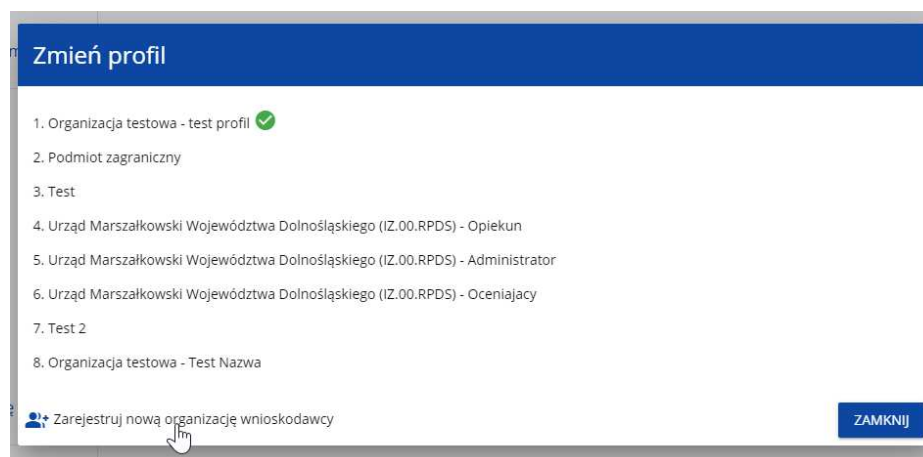 Zmień profil
1. Organizacja testowa - test profil
2. Podmiot zagraniczny
3. Test
4. Urząd Marszałkowski Województwa Dolnośląskiego (IZ.00.RPDS) - Opiekun
5. Urząd Marszałkowski Województwa Dolnośląskiego (IZ.00.RPDS) - Administrator
6. Urząd Marszałkowski Województwa Dolnośląskiego (IZ.00.RPDS) - Oceniajacy
7. Test 2
8. Organizacja testowa - Test Nazwa
Zarejestruj nową organizację wnioskodawcy
ZAMKNIJ